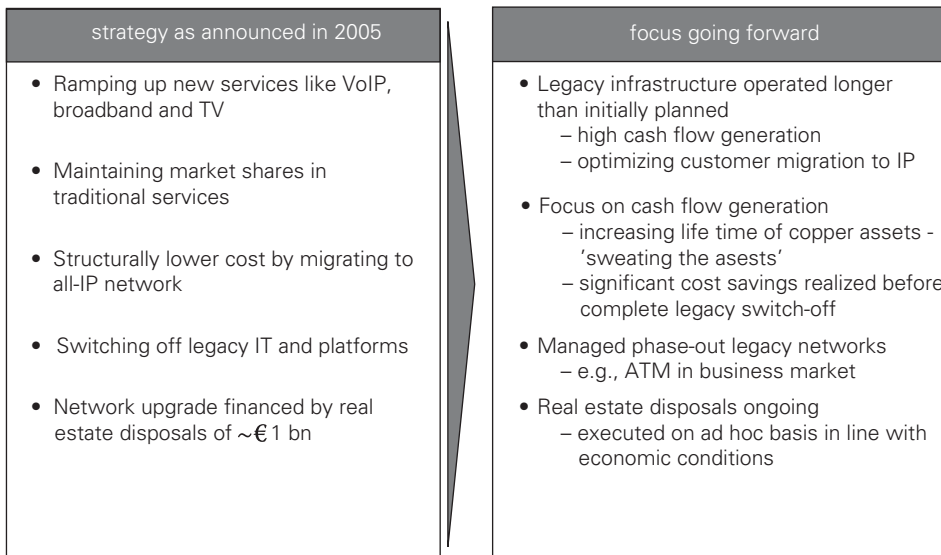 strategy as announced in 2005
• Ramping up new services like VoIP,
broadband and TV
• Maintaining market shares in
traditional services
• Structurally lower cost by migrating to
all-IP network
• Switching off legacy IT and platforms
• Network upgrade financed by real
estate disposals of ~€1 bn
focus going forward
• Legacy infrastructure operated longer
than initially planned
– high cash flow generation
– optimizing customer migration to IP
• Focus on cash flow generation
– increasing life time of copper assets -
'sweating the asests'
– significant cost savings realized before
complete legacy switch-off
• Managed phase-out legacy networks
– e.g., ATM in business market
• Real estate disposals ongoing
– executed on ad hoc basis in line with
economic conditions